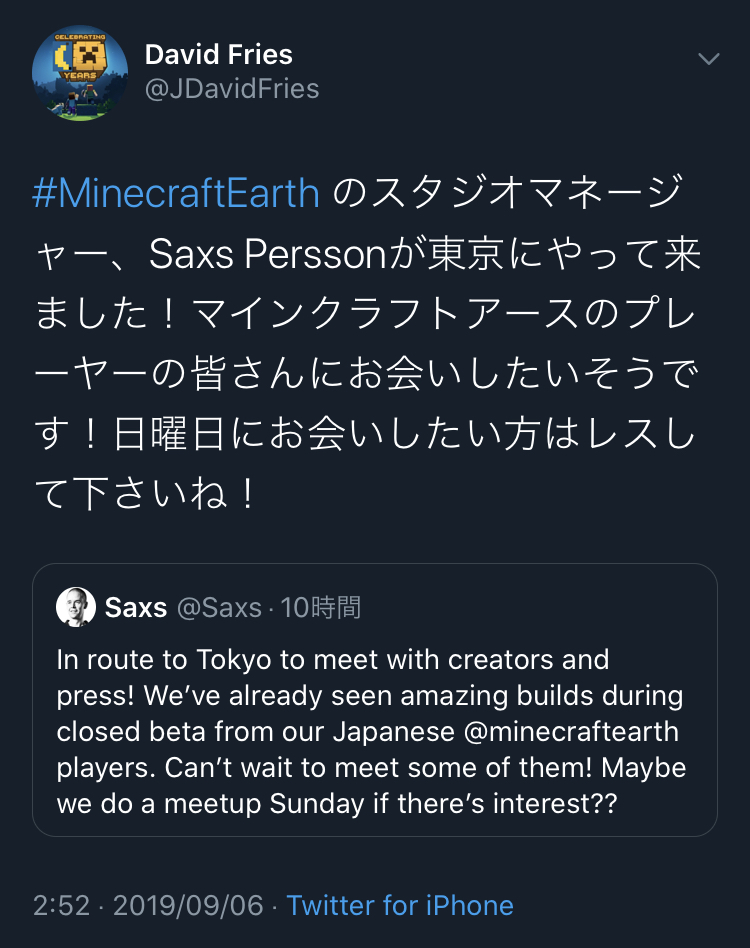 CELEBRATING
YEARS
David Fries
@JDavidFries
#MinecraftEarth のスタジオマネージ
ャー、Saxs Perssonが東京にやって来
ました！マインクラフトアースのプレ
ーヤーの皆さんにお会いしたいそうで
す！日曜日にお会いしたい方はレスし
て下さいね！
Saxs @Saxs · 10時間
In route to Tokyo to meet with creators and
press! We’ve already seen amazing builds during
closed beta from our Japanese @minecraftearth
players. Can’t wait to meet some of them! Maybe
we do a meetup Sunday if there’s interest??
2:52 · 2019/09/06 · Twitter for iPhone